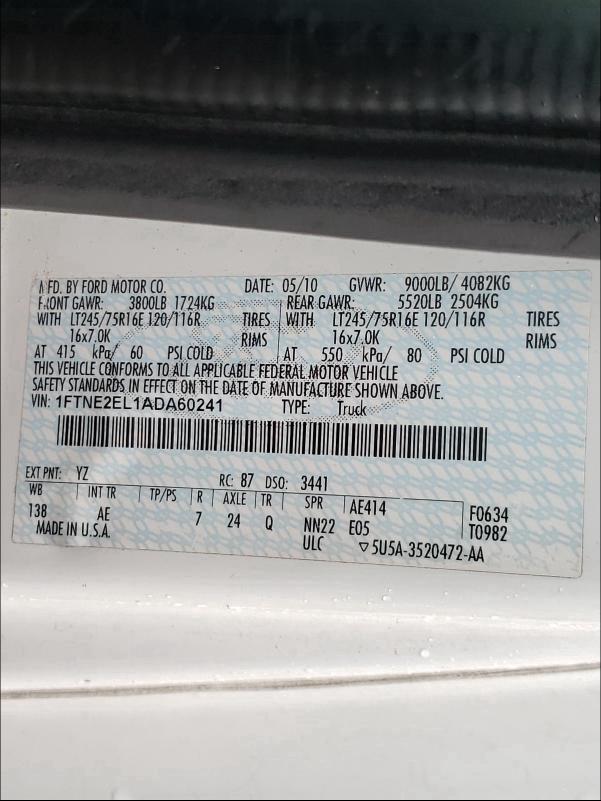 MFD. BY FORD MOTOR CO. DATE: 05/10 GVWR: 9000LB/ 4082KG
FRONT GAWR: 3800LB 1724KG REAR GAWR: 5520LB 2504KG
WITH LT245/75R16E 120/116R TIRES WITH LT245/75R16E 120/116R TIRES
16x7.0K RIMS 16x7.0K RIMS
AT 415 kPa/ 60 PSI COLD AT 550 kPa/ 80 PSI COLD
THIS VEHICLE CONFORMS TO ALL APPLICABLE FEDERAL MOTOR VEHICLE
SAFETY STANDARDS IN EFFECT ON THE DATE OF MANUFACTURE SHOWN ABOVE.
VIN: 1FTNE2EL1ADA60241 TYPE: Truck
EXT PNT: YZ RC: 87 DSO: 3441
WB INT TR TP/PS R AXLE TR SPR AE414 F0634
138 AE 7 24 Q NN22 E05 T0982
MADE IN U.S.A. ULC ▽5U5A-3520472-AA